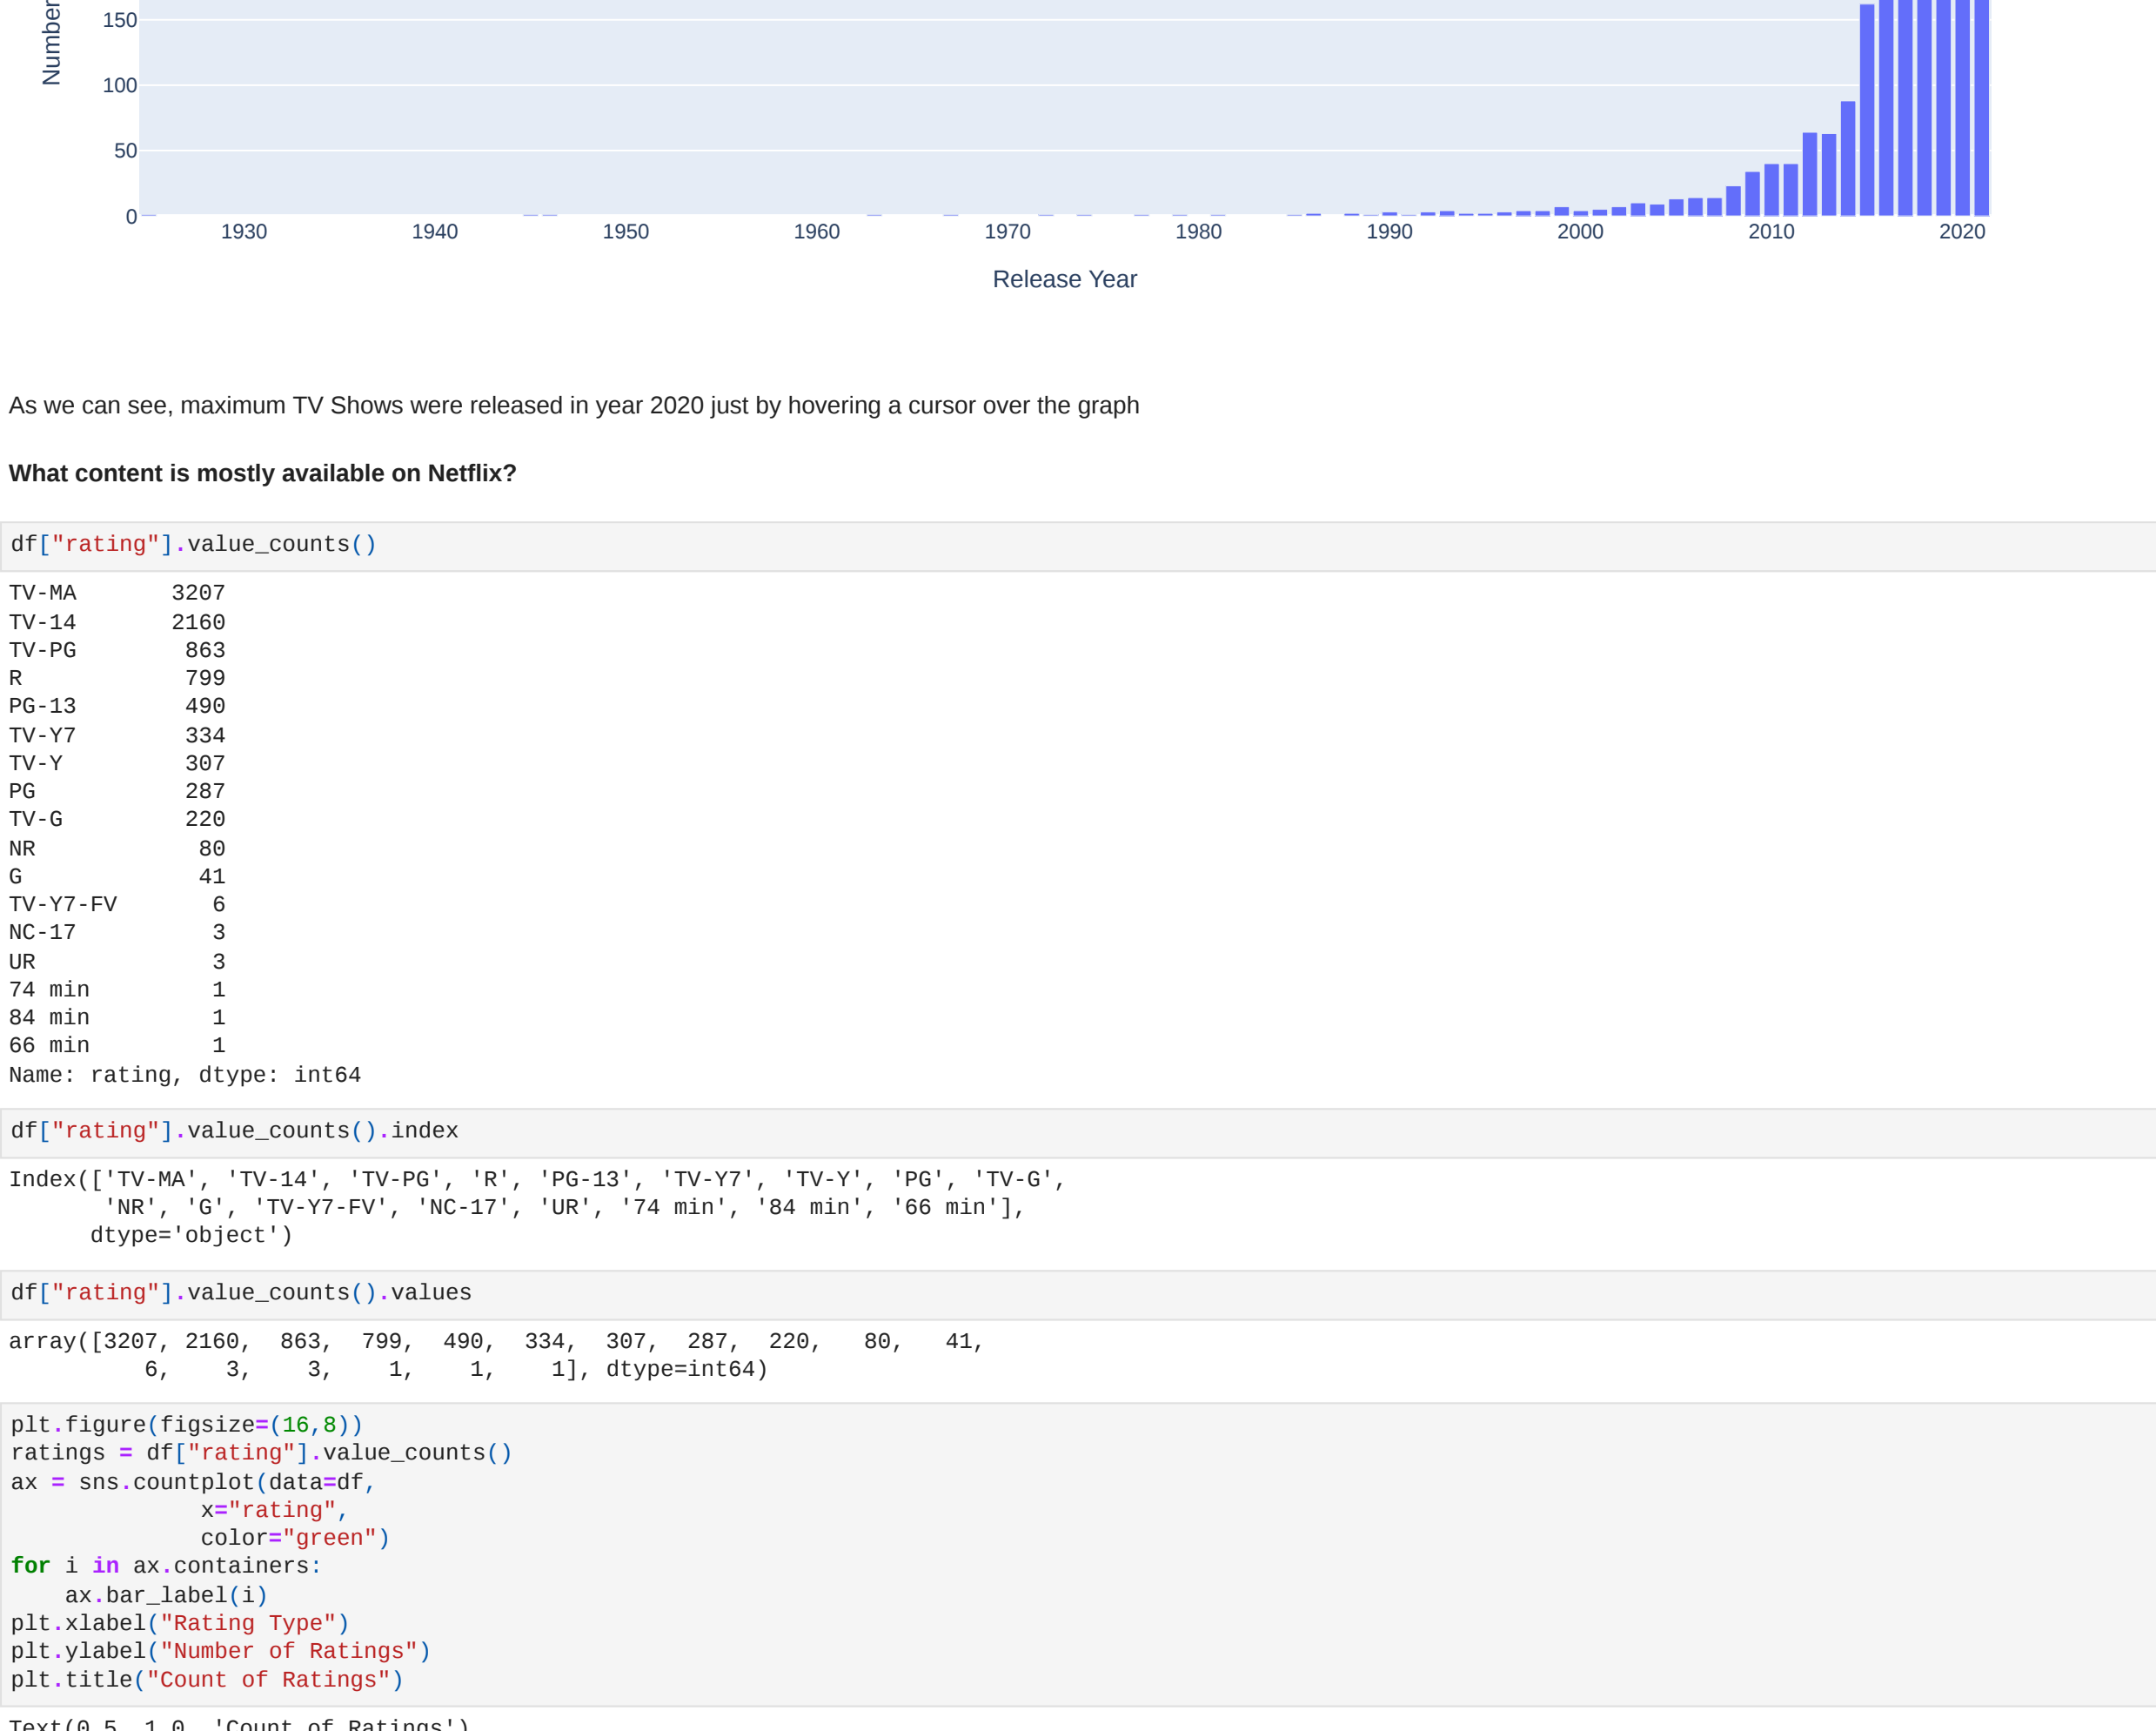 Number
150
100
50
0
1930 1940 1950 1960 1970 1980 1990 2000 2010 2020
Release Year
As we can see, maximum TV Shows were released in year 2020 just by hovering a cursor over the graph
What content is mostly available on Netflix?
df["rating"].value_counts()
TV-MA       3207
TV-14       2160
TV-PG        863
R            799
PG-13        490
TV-Y7        334
TV-Y         307
PG           287
TV-G         220
NR            80
G             41
TV-Y7-FV       6
NC-17          3
UR             3
74 min         1
84 min         1
66 min         1
Name: rating, dtype: int64
df["rating"].value_counts().index
Index(['TV-MA', 'TV-14', 'TV-PG', 'R', 'PG-13', 'TV-Y7', 'TV-Y', 'PG', 'TV-G',
       'NR', 'G', 'TV-Y7-FV', 'NC-17', 'UR', '74 min', '84 min', '66 min'],
      dtype='object')
df["rating"].value_counts().values
array([3207, 2160,  863,  799,  490,  334,  307,  287,  220,   80,   41,
          6,    3,    3,    1,    1,    1], dtype=int64)
plt.figure(figsize=(16,8))
ratings = df["rating"].value_counts()
ax = sns.countplot(data=df,
              x="rating",
              color="green")
for i in ax.containers:
    ax.bar_label(i)
plt.xlabel("Rating Type")
plt.ylabel("Number of Ratings")
plt.title("Count of Ratings")
Text(0.5, 1.0, 'Count of Ratings')